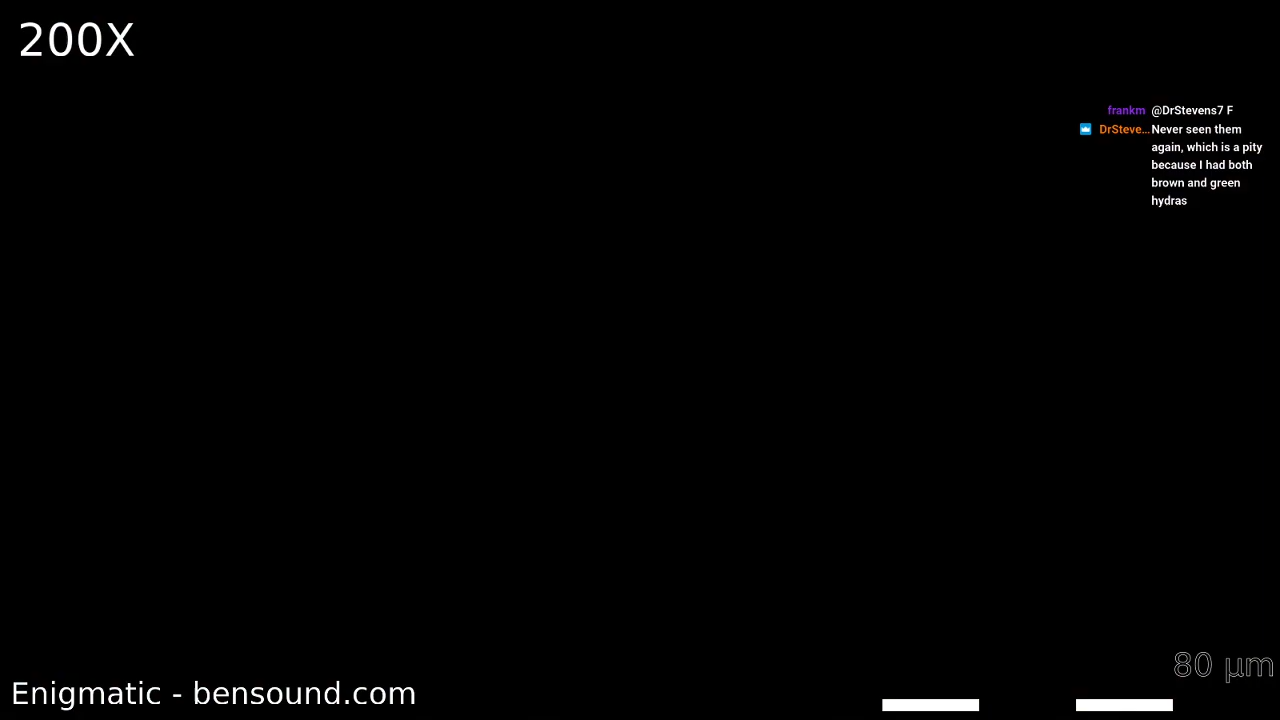 200X
frankm @DrStevens7 F
DrSteve... Never seen them
again, which is a pity
because I had both
brown and green
hydras
80 µm
Enigmatic - bensound.com